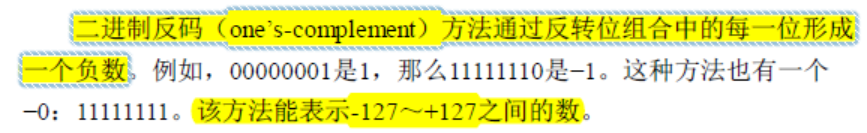 二进制反码（one’s-complement）方法通过反转位组合中的每一位形成
一个负数。例如，00000001是1，那么11111110是−1。这种方法也有一个
−0：11111111。该方法能表示-127～+127之间的数。